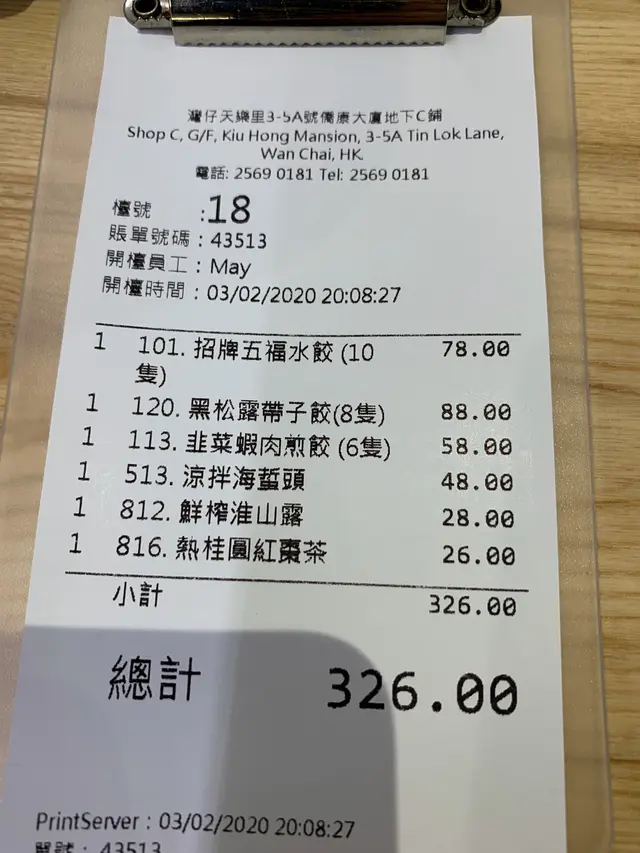 灣仔天樂里3-5A號僑康大廈地下C舖
Shop C, G/F, Kiu Hong Mansion, 3-5A Tin Lok Lane,
Wan Chai, HK.
電話: 2569 0181 Tel: 2569 0181
檯號 :18
賬單號碼 : 43513
開檯員工 : May
開檯時間 : 03/02/2020 20:08:27
1 101. 招牌五福水餃 (10 78.00
隻)
1 120. 黑松露帶子餃(8隻) 88.00
1 113. 韭菜蝦肉煎餃 (6隻) 58.00
1 513. 涼拌海蜇頭 48.00
1 812. 鮮榨淮山露 28.00
1 816. 熱桂圓紅棗茶 26.00
小計 326.00
總計 326.00
PrintServer : 03/02/2020 20:08:27
單號 : 43513